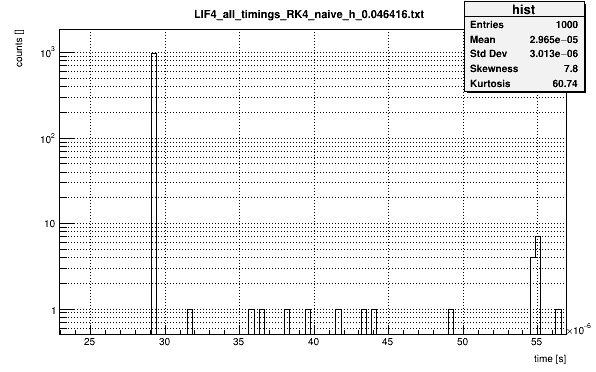 LIF4_all_timings_RK4_naive_h_0.046416.txt
hist
Entries 1000
Mean 2.965e−05
Std Dev 3.013e−06
Skewness 7.8
Kurtosis 60.74
counts []
10³
10²
10
1
25 30 35 40 45 50 55
×10⁻⁶
time [s]